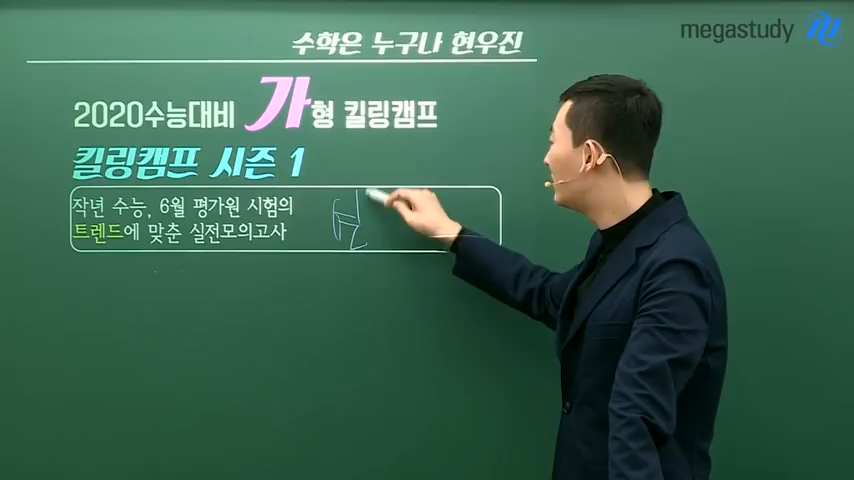 수학은 누구나 현우진
megastudy
2020수능대비 가형 킬링캠프
킬링캠프 시즌 1
작년 수능, 6월 평가원 시험의
트렌드에 맞춘 실전모의고사